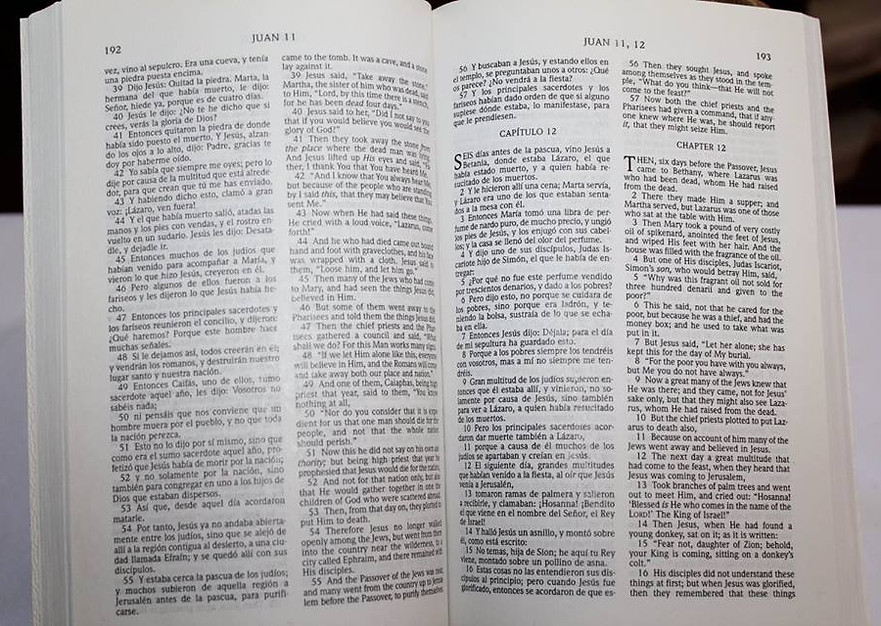 192
JUAN 11
vez, vino al sepulcro. Era una cueva, y tenía
una piedra puesta encima.
39 Dijo Jesús: Quitad la piedra. Marta, la
hermana del que había muerto, le dijo:
Señor, hiede ya, porque es de cuatro días.
40 Jesús le dijo: ¿No te he dicho que si
crees, verás la gloria de Dios?
41 Entonces quitaron la piedra de donde
había sido puesto el muerto. Y Jesús, alzan-
do los ojos a lo alto, dijo: Padre, gracias te
doy por haberme oído.
42 Yo sabía que siempre me oyes; pero lo
dije por causa de la multitud que está alrede-
dor, para que crean que tú me has enviado.
43 Y habiendo dicho esto, clamó a gran
voz: ¡Lázaro, ven fuera!
44 Y el que había muerto salió, atadas las
manos y los pies con vendas, y el rostro en-
vuelto en un sudario. Jesús les dijo: Desata-
dle, y dejadle ir.
45 Entonces muchos de los judíos que
habían venido para acompañar a María, y
vieron lo que hizo Jesús, creyeron en él.
46 Pero algunos de ellos fueron a los
fariseos y les dijeron lo que Jesús había he-
cho.
47 Entonces los principales sacerdotes y
los fariseos reunieron el concilio, y dijeron:
¿Qué haremos? Porque este hombre hace
muchas señales.
48 Si le dejamos así, todos creerán en él;
y vendrán los romanos, y destruirán nuestro
lugar santo y nuestra nación.
49 Entonces Caifás, uno de ellos, sumo
sacerdote aquel año, les dijo: Vosotros no
sabéis nada;
50 ni pensáis que nos conviene que un
hombre muera por el pueblo, y no que toda
la nación perezca.
51 Esto no lo dijo por sí mismo, sino que
como era el sumo sacerdote aquel año, pro-
fetizó que Jesús había de morir por la nación;
52 y no solamente por la nación, sino
también para congregar en uno a los hijos de
Dios que estaban dispersos.
53 Así que, desde aquel día acordaron
matarle.
54 Por tanto, Jesús ya no andaba abierta-
mente entre los judíos, sino que se alejó de
allí a la región contigua al desierto, a una ciu-
dad llamada Efraín; y se quedó allí con sus
discípulos.
55 Y estaba cerca la pascua de los judíos;
y muchos subieron de aquella región a
Jerusalén antes de la pascua, para purifi-
carse.
came to the tomb. It was a cave, and a stone
lay against it.
39 Jesus said, "Take away the stone."
Martha, the sister of him who was dead, said
to Him, "Lord, by this time there is a stench,
for he has been dead four days."
40 Jesus said to her, "Did I not say to you
that if you would believe you would see the
glory of God?"
41 Then they took away the stone from
the place where the dead man was lying.
And Jesus lifted up His eyes and said, "Fa-
ther, I thank You that You have heard Me.
42 "And I know that You always hear Me,
but because of the people who are standing
by I said this, that they may believe that You
sent Me."
43 Now when He had said these things,
He cried with a loud voice, "Lazarus, come
forth!"
44 And he who had died came out bound
hand and foot with graveclothes, and his face
was wrapped with a cloth. Jesus said to
them, "Loose him, and let him go."
45 Then many of the Jews who had come
to Mary, and had seen the things Jesus did,
believed in Him.
46 But some of them went away to the
Pharisees and told them the things Jesus did.
47 Then the chief priests and the Phar-
isees gathered a council and said, "What
shall we do? For this Man works many signs.
48 "If we let Him alone like this, everyone
will believe in Him, and the Romans will come
and take away both our place and nation."
49 And one of them, Caiaphas, being high
priest that year, said to them, "You know
nothing at all,
50 "Nor do you consider that it is expe-
dient for us that one man should die for the
people, and not that the whole nation
should perish."
51 Now this he did not say on his own au-
thority; but being high priest that year he
prophesied that Jesus would die for the nation,
52 And not for that nation only, but also
that He would gather together in one the
children of God who were scattered abroad.
53 Then, from that day on, they plotted to
put Him to death.
54 Therefore Jesus no longer walked
openly among the Jews, but went from there
into the country near the wilderness, to a
city called Ephraim, and there remained with
His disciples.
55 And the Passover of the Jews was near,
and many went from the country up to Jerusa-
lem before the Passover, to purify themselves.
JUAN 11, 12
193
56 Y buscaban a Jesús, y estando ellos en
el templo, se preguntaban unos a otros: ¿Qué
os parece? ¿No vendrá a la fiesta?
57 Y los principales sacerdotes y los
fariseos habían dado orden de que si alguno
supiese dónde estaba, lo manifestase, para
que le prendiesen.
CAPÍTULO 12
SEIS días antes de la pascua, vino Jesús a
Betania, donde estaba Lázaro, el que
había estado muerto, y a quien había re-
sucitado de los muertos.
2 Y le hicieron allí una cena; Marta servía,
y Lázaro era uno de los que estaban senta-
dos a la mesa con él.
3 Entonces María tomó una libra de per-
fume de nardo puro, de mucho precio, y ungió
los pies de Jesús, y los enjugó con sus cabel-
los; y la casa se llenó del olor del perfume.
4 Y dijo uno de sus discípulos, Judas Is-
cariote hijo de Simón, el que le había de en-
tregar:
5 ¿Por qué no fue este perfume vendido
por trescientos denarios, y dado a los pobres?
6 Pero dijo esto, no porque se cuidara de
los pobres, sino porque era ladrón, y te-
niendo la bolsa, sustraía de lo que se echa-
ba en ella.
7 Entonces Jesús dijo: Déjala; para el día
de mi sepultura ha guardado esto.
8 Porque a los pobres siempre los tendréis
con vosotros, mas a mí no siempre me ten-
dréis.
9 Gran multitud de los judíos supieron en-
tonces que él estaba allí, y vinieron, no so-
lamente por causa de Jesús, sino también
para ver a Lázaro, a quien había resucitado
de los muertos.
10 Pero los principales sacerdotes acor-
daron dar muerte también a Lázaro,
11 porque a causa de él muchos de los
judíos se apartaban y creían en Jesús.
12 El siguiente día, grandes multitudes
que habían venido a la fiesta, al oír que Jesús
venía a Jerusalén,
13 tomaron ramas de palmera y salieron
a recibirle, y clamaban: ¡Hosanna! ¡Bendito
el que viene en el nombre del Señor, el Rey
de Israel!
14 Y halló Jesús un asnillo, y montó sobre
él, como está escrito:
15 No temas, hija de Sion; he aquí tu Rey
viene, montado sobre un pollino de asna.
16 Estas cosas no las entendieron sus dis-
cípulos al principio; pero cuando Jesús fue
glorificado, entonces se acordaron de que es-
56 Then they sought Jesus, and spoke
among themselves as they stood in the tem-
ple, "What do you think—that He will not
come to the feast?"
57 Now both the chief priests and the
Pharisees had given a command, that if any-
one knew where He was, he should report
it, that they might seize Him.
CHAPTER 12
THEN, six days before the Passover, Jesus
came to Bethany, where Lazarus was
who had been dead, whom He had raised
from the dead.
2 There they made Him a supper; and
Martha served, but Lazarus was one of those
who sat at the table with Him.
3 Then Mary took a pound of very costly
oil of spikenard, anointed the feet of Jesus,
and wiped His feet with her hair. And the
house was filled with the fragrance of the oil.
4 But one of His disciples, Judas Iscariot,
Simon's son, who would betray Him, said,
5 "Why was this fragrant oil not sold for
three hundred denarii and given to the
poor?"
6 This he said, not that he cared for the
poor, but because he was a thief, and had the
money box; and he used to take what was
put in it.
7 But Jesus said, "Let her alone; she has
kept this for the day of My burial.
8 "For the poor you have with you always,
but Me you do not have always."
9 Now a great many of the Jews knew that
He was there; and they came, not for Jesus'
sake only, but that they might also see Laza-
rus, whom He had raised from the dead.
10 But the chief priests plotted to put Laz-
arus to death also,
11 Because on account of him many of the
Jews went away and believed in Jesus.
12 The next day a great multitude that
had come to the feast, when they heard that
Jesus was coming to Jerusalem,
13 Took branches of palm trees and went
out to meet Him, and cried out: "Hosanna!
'Blessed is He who comes in the name of the
LORD!' The King of Israel!"
14 Then Jesus, when He had found a
young donkey, sat on it; as it is written:
15 "Fear not, daughter of Zion; behold,
your King is coming, sitting on a donkey's
colt."
16 His disciples did not understand these
things at first; but when Jesus was glorified,
then they remembered that these things